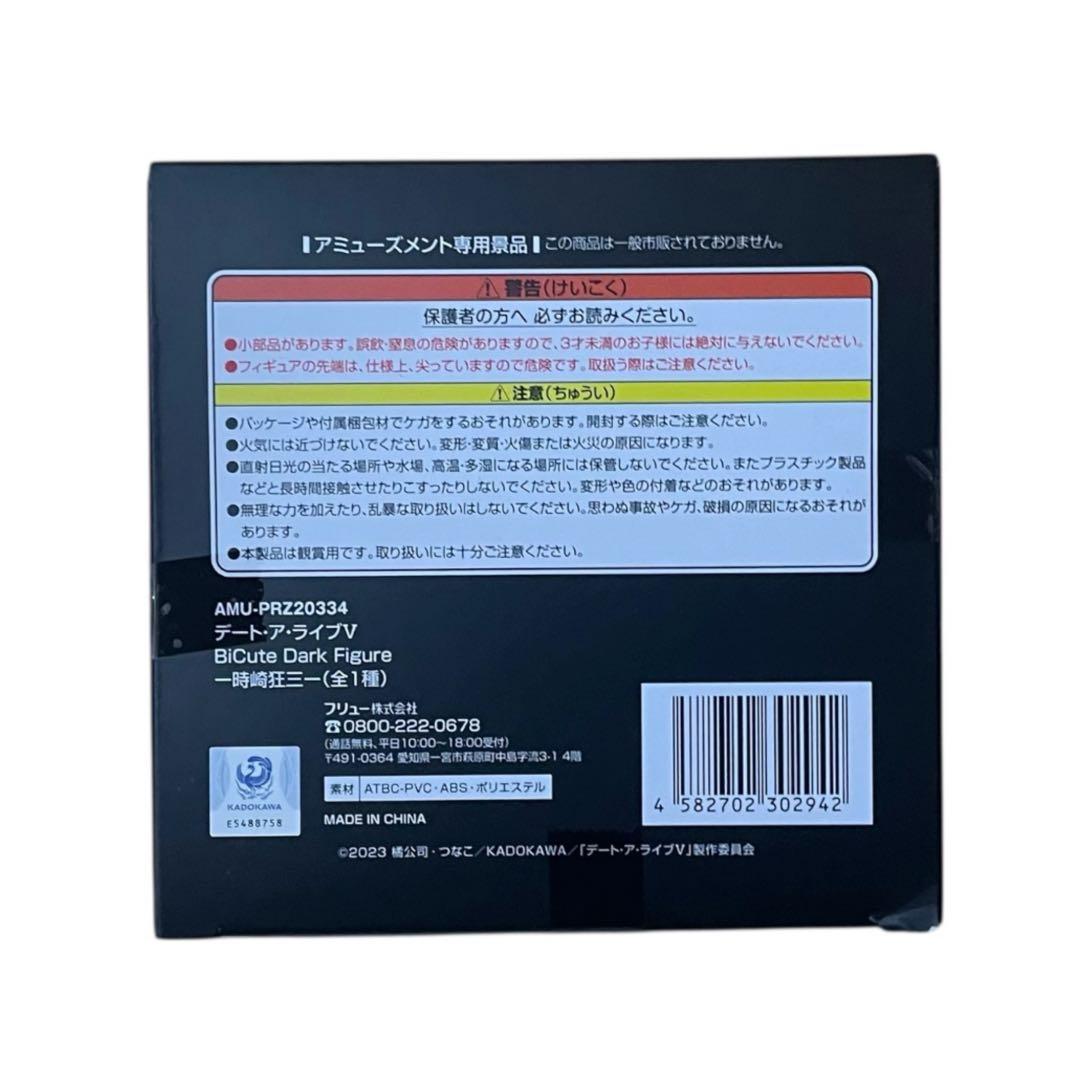 アミューズメント専用景品 この商品は一般市販されておりません。
警告(けいこく)
保護者の方へ 必ずお読みください。
●小部品があります。誤飲・窒息の危険がありますので、3才未満のお子様には絶対に与えないでください。
●フィギュアの先端は、仕様上、尖っていますので危険です。取扱う際はご注意ください。
注意(ちゅうい)
●パッケージや付属梱包材でケガをするおそれがあります。開封する際はご注意ください。
●火気には近づけないでください。変形・変質・火傷または火災の原因になります。
●直射日光の当たる場所や水場、高温・多湿になる場所には保管しないでください。またプラスチック製品
などと長時間接触させたりこすったりしないでください。変形や色の付着などのおそれがあります。
●無理な力を加えたり、乱暴な取り扱いはしないでください。思わぬ事故やケガ、破損の原因になるおそれが
あります。
●本製品は観賞用です。取り扱いには十分ご注意ください。
AMU-PRZ20334
デート・ア・ライブV
BiCute Dark Figure
ー時崎狂三ー(全1種)
フリュー株式会社
☎0800-222-0678
(通話無料、平日10:00～18:00受付)
〒491-0364 愛知県一宮市萩原町中島字流3-1 4階
素材 ATBC-PVC・ABS・ポリエステル
MADE IN CHINA
KADOKAWA
E5488758
4 582702 302942
©2023 橘公司・つなこ／KADOKAWA／「デート・ア・ライブV」製作委員会